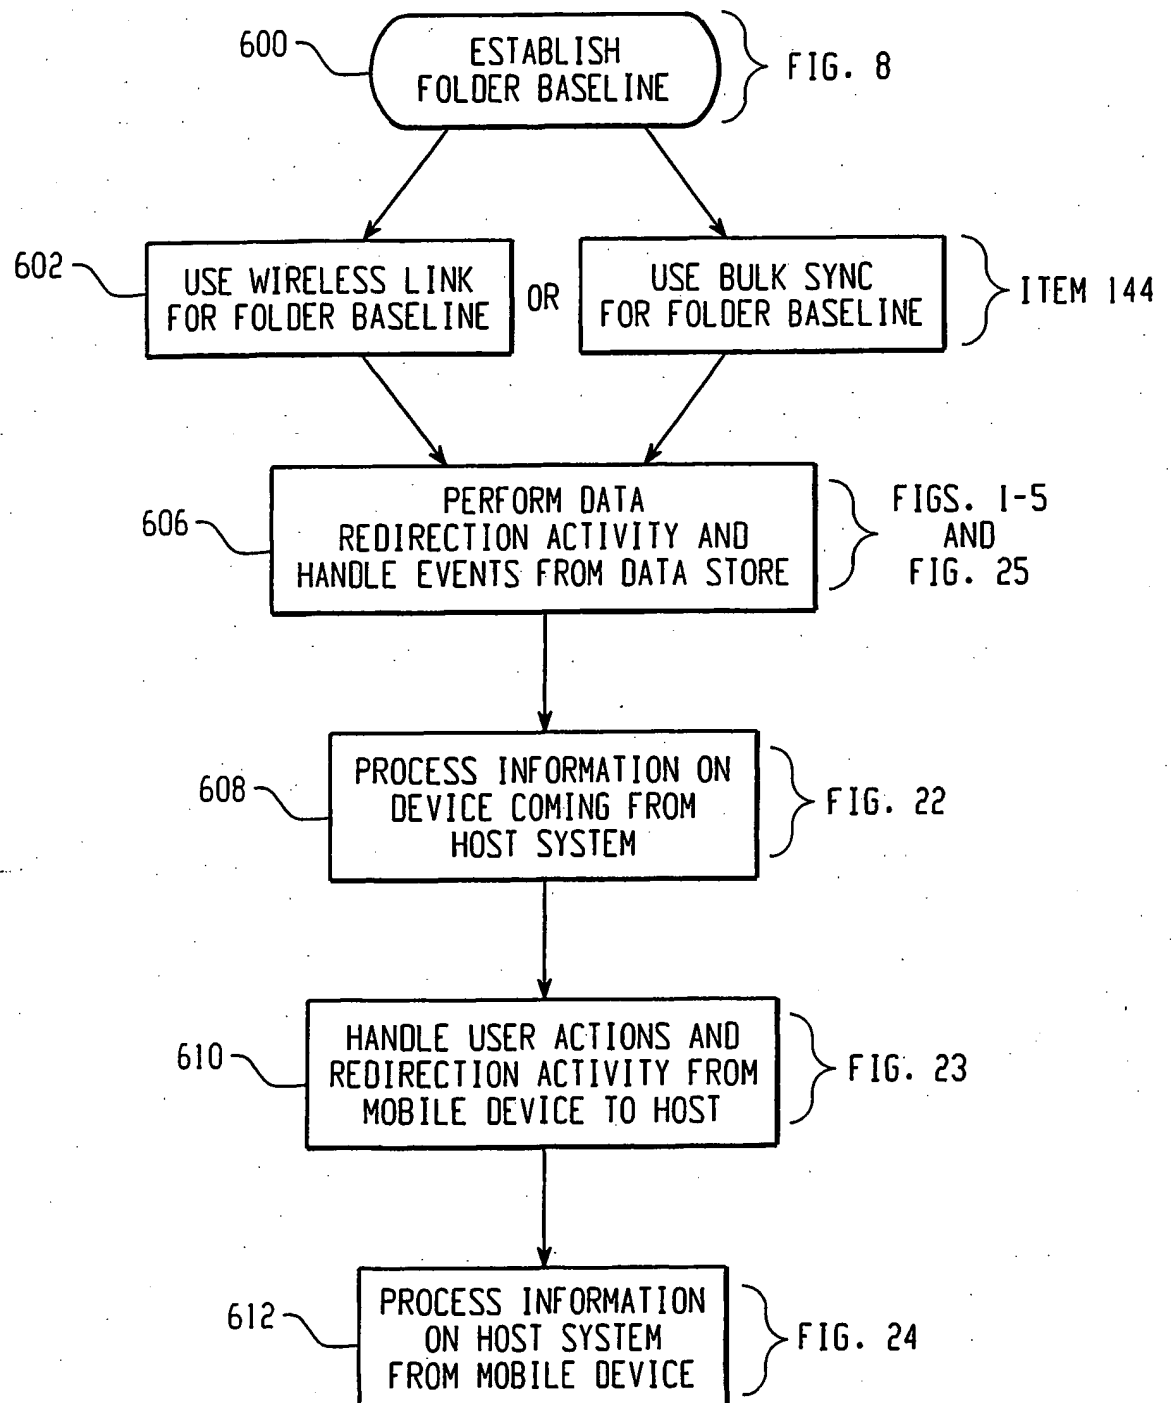 600
ESTABLISH
FOLDER BASELINE
FIG. 8
602
USE WIRELESS LINK
FOR FOLDER BASELINE
OR
USE BULK SYNC
FOR FOLDER BASELINE
ITEM 144
606
PERFORM DATA
REDIRECTION ACTIVITY AND
HANDLE EVENTS FROM DATA STORE
FIGS. 1-5
AND
FIG. 25
608
PROCESS INFORMATION ON
DEVICE COMING FROM
HOST SYSTEM
FIG. 22
610
HANDLE USER ACTIONS AND
REDIRECTION ACTIVITY FROM
MOBILE DEVICE TO HOST
FIG. 23
612
PROCESS INFORMATION
ON HOST SYSTEM
FROM MOBILE DEVICE
FIG. 24